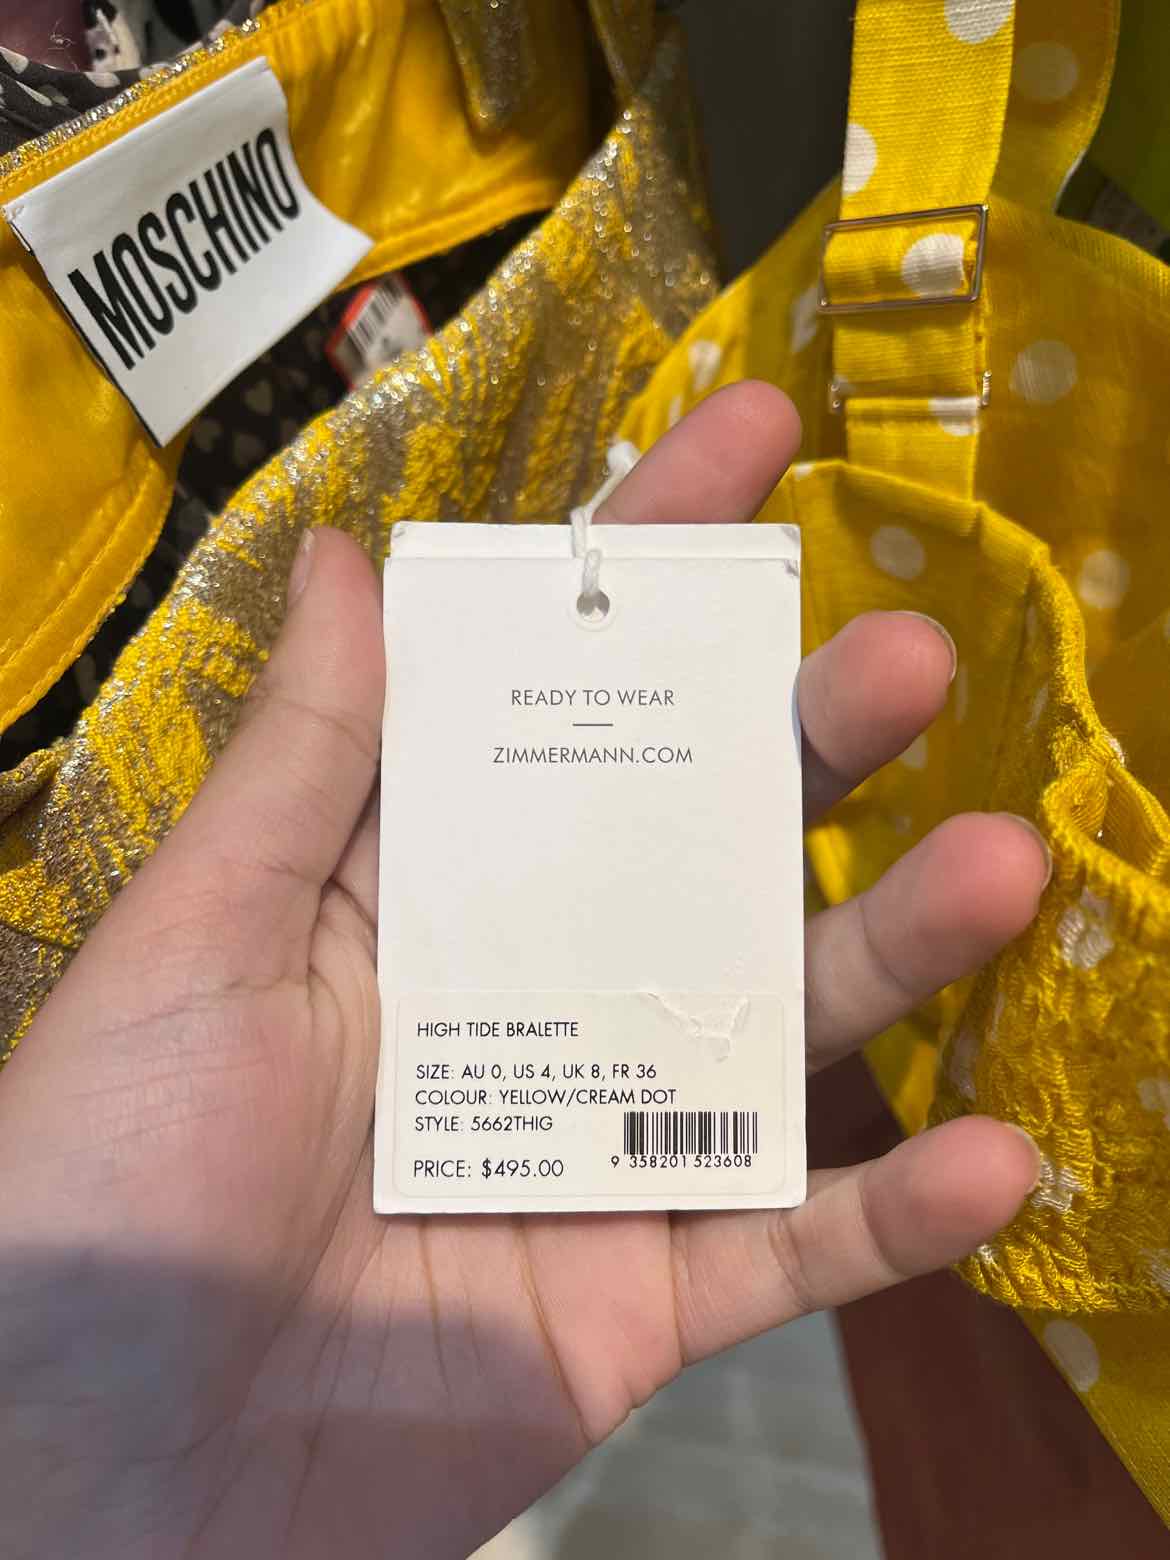 MOSCHINO
READY TO WEAR
ZIMMERMANN.COM
HIGH TIDE BRALETTE
SIZE: AU 0, US 4, UK 8, FR 36
COLOUR: YELLOW/CREAM DOT
STYLE: 5662THIG
PRICE: $495.00
9 358201 523608